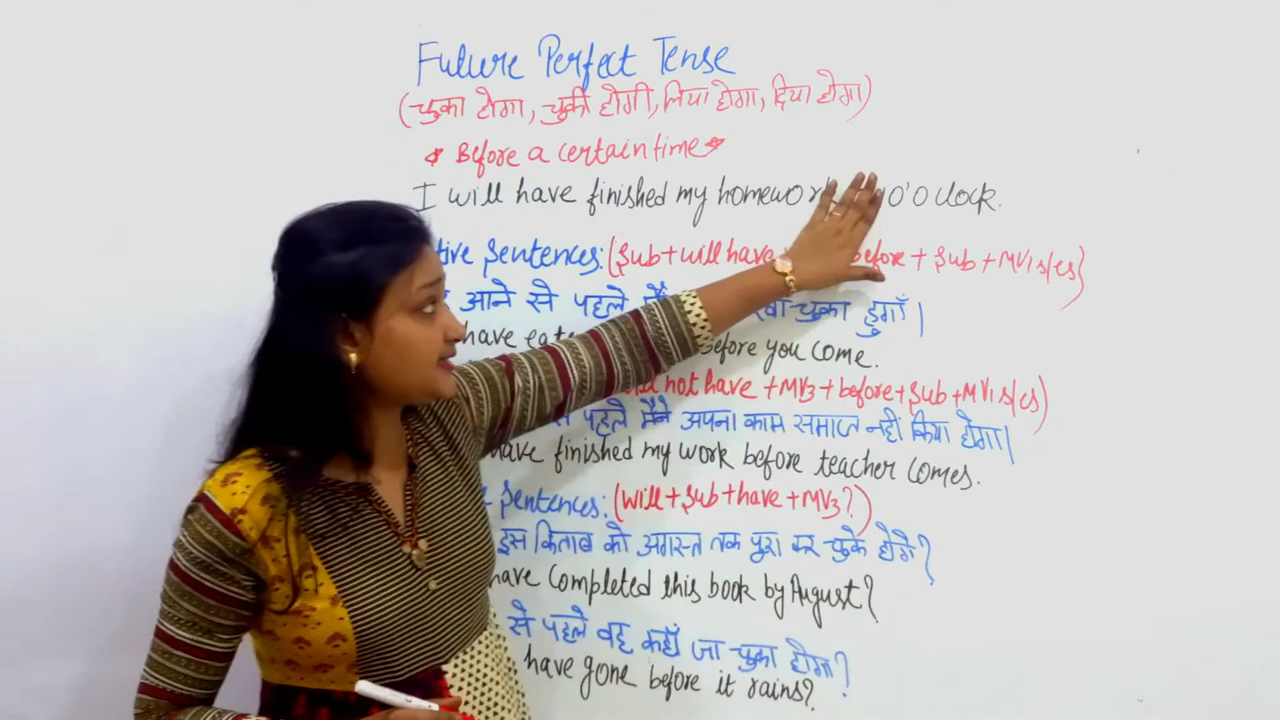 Future Perfect Tense
(चुका होगा, चुकी होगी, लिया होगा, दिया होगा)
Before a certain time
I will have finished my homework 0'0 clock.
tive Sentences: (Sub+will have before + Sub + MV1 s/es)
आने से पहले मैं खा चुका हुगाँ।
have before you come.
not have + MV3 + before + Sub + MV1 s/es)
से पहले मैंने अपना काम समाप्त नहीं किया होगा।
have finished my work before teacher comes.
Sentences: (Will + Sub + have + MV3?)
इस किताब को अगस्त तक पुरा कर चुके होगे?
have completed this book by August?
से पहले वह कहाँ जा चुका होगा?
have gone before it rains?